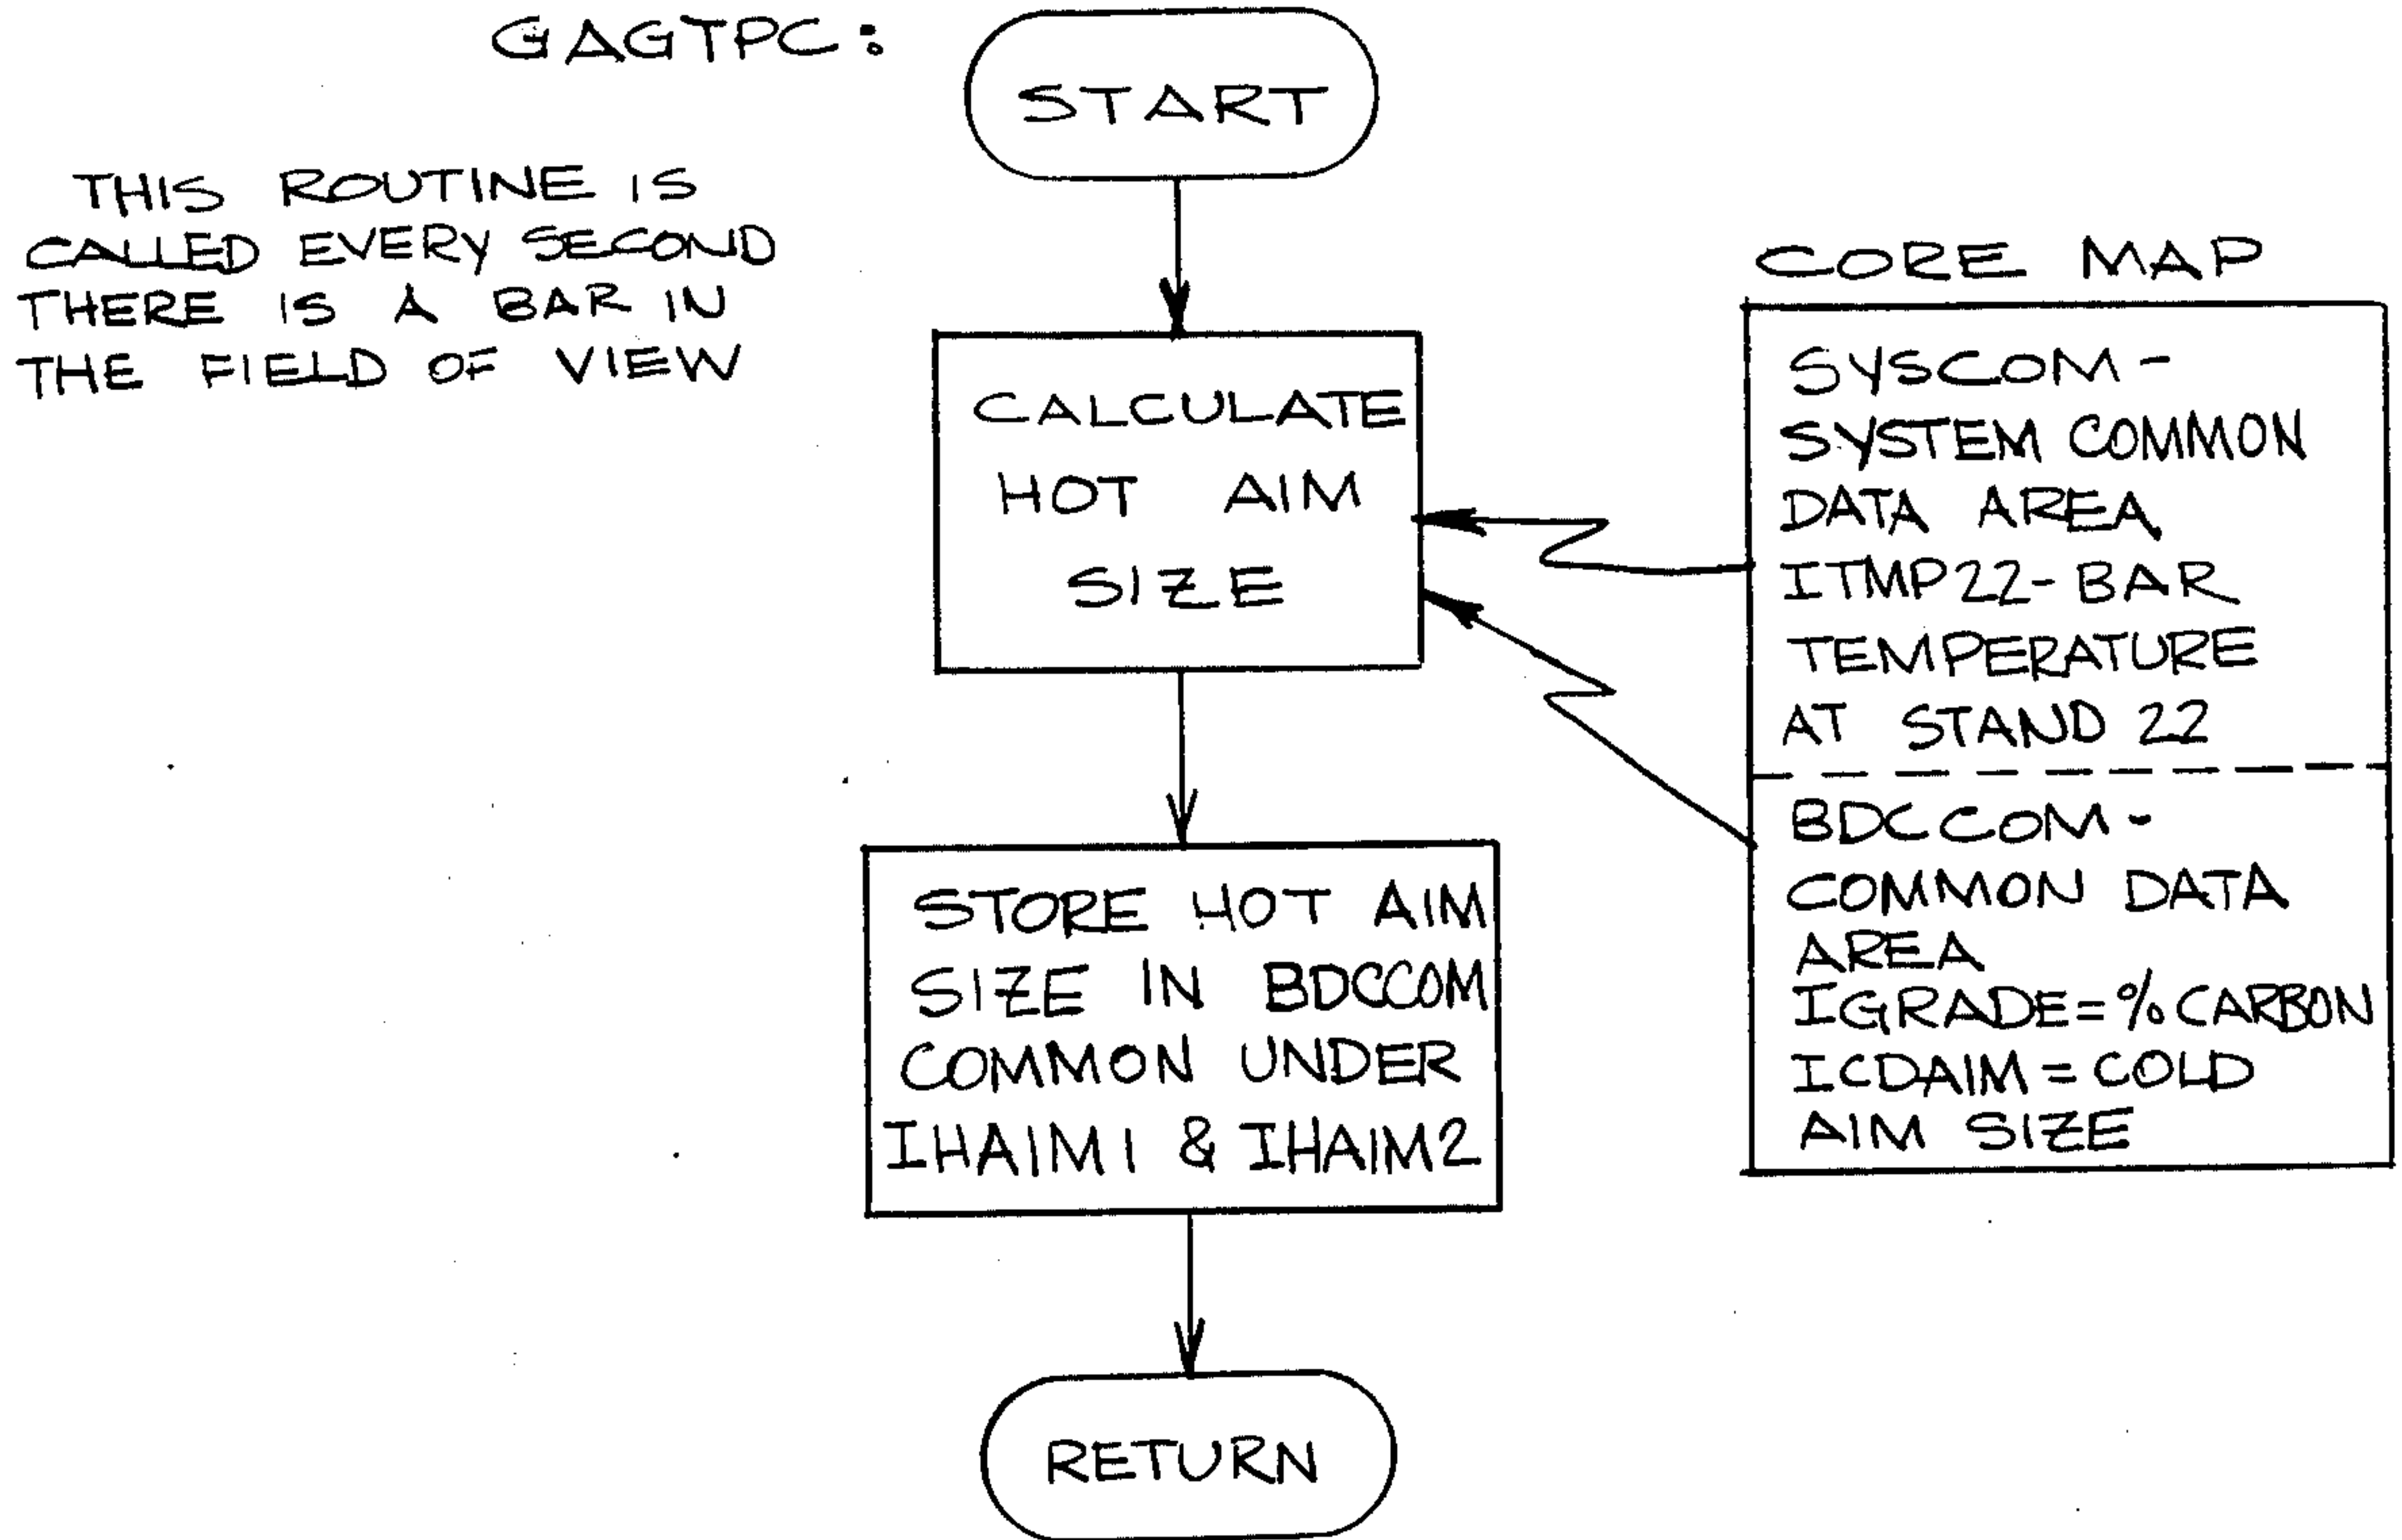 GAGTPC:
START
THIS ROUTINE IS
CALLED EVERY SECOND
THERE IS A BAR IN
THE FIELD OF VIEW
CALCULATE
HOT AIM
SIZE
CORE MAP
SYSCOM-
SYSTEM COMMON
DATA AREA
ITMP22-BAR
TEMPERATURE
AT STAND 22
BDCCOM-
COMMON DATA
AREA
IGRADE=% CARBON
ICDAIM=COLD
AIM SIZE
STORE HOT AIM
SIZE IN BDCCOM
COMMON UNDER
IHAIM1 & IHAIM2
RETURN